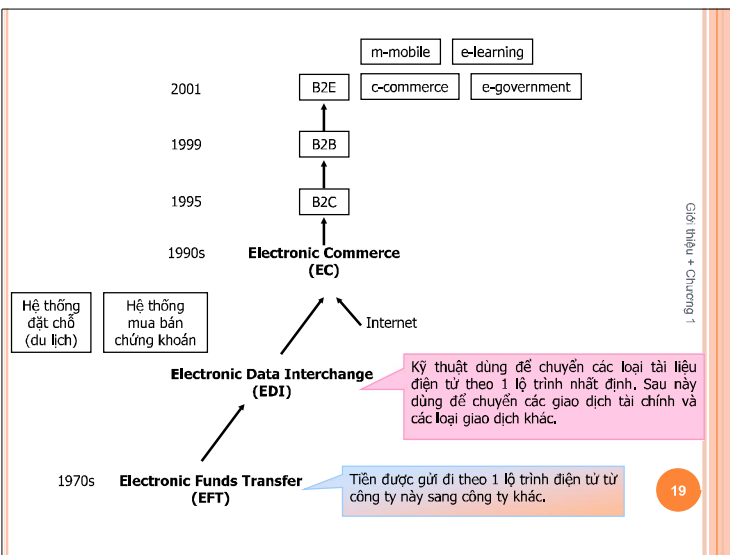 m-mobile
e-learning
2001
B2E
c-commerce
e-government
1999
B2B
1995
B2C
1990s
Electronic Commerce
(EC)
Hệ thống
đặt chỗ
(du lịch)
Hệ thống
mua bán
chứng khoán
Internet
Electronic Data Interchange
(EDI)
Kỹ thuật dùng để chuyển các loại tài liệu
điện tử theo 1 lộ trình nhất định. Sau này
dùng để chuyển các giao dịch tài chính và
các loại giao dịch khác.
1970s
Electronic Funds Transfer
(EFT)
Tiền được gửi đi theo 1 lộ trình điện tử từ
công ty này sang công ty khác.
Giới thiệu + Chương 1
19